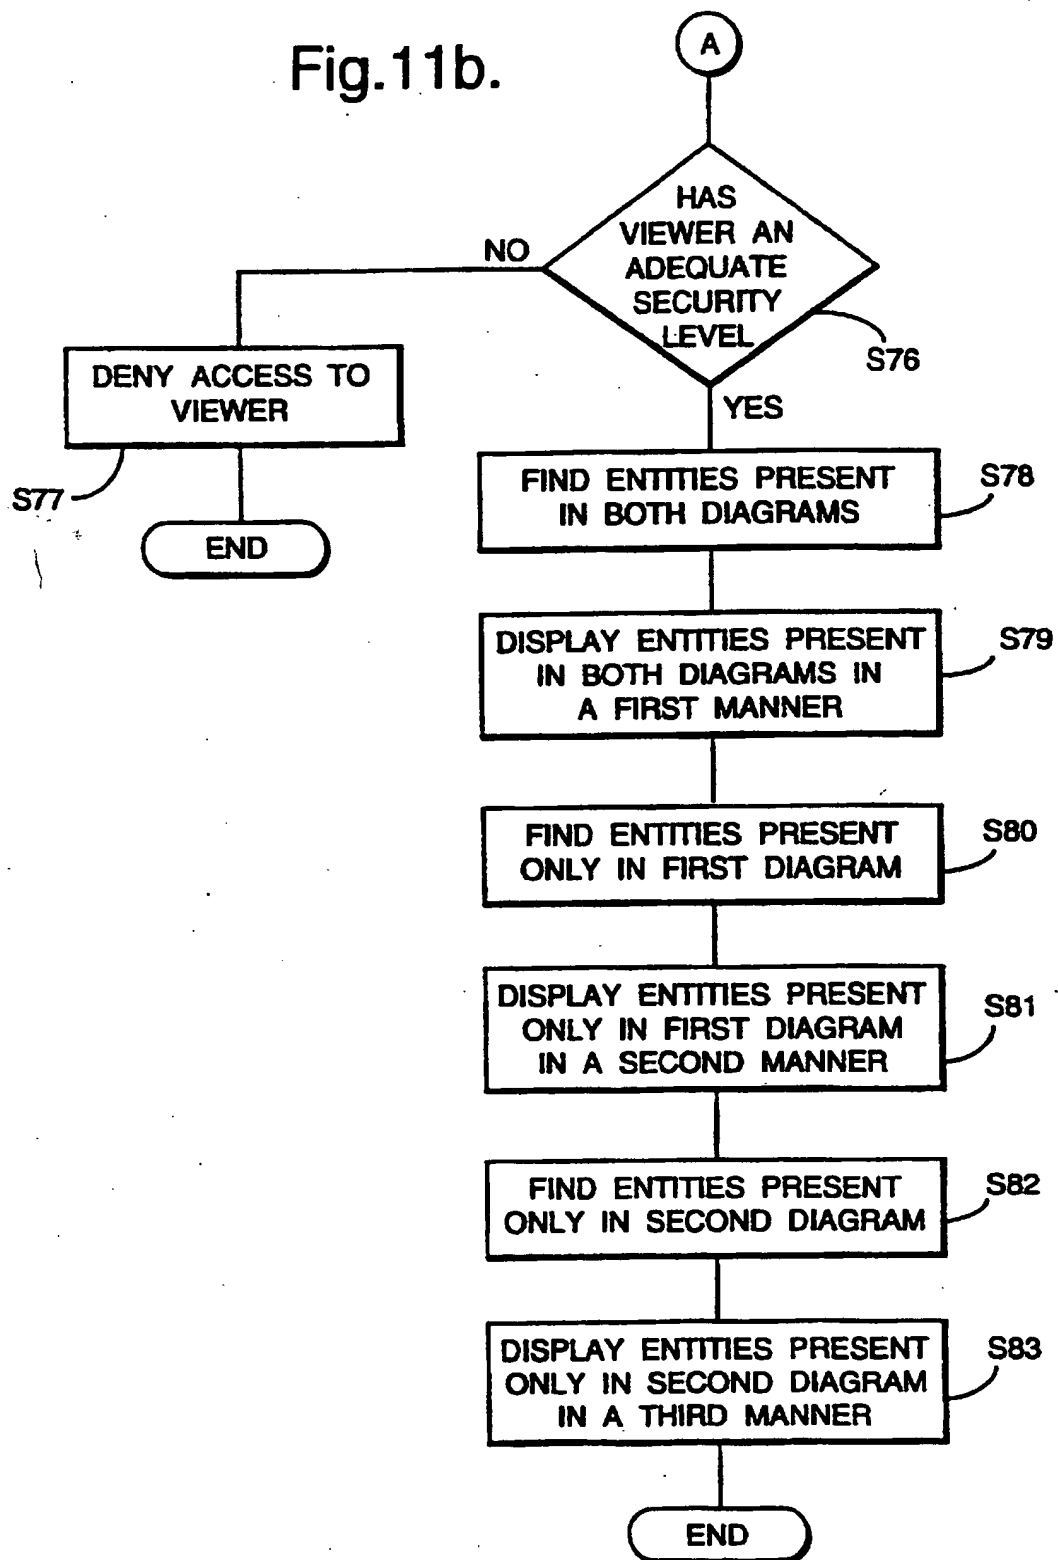 Fig.11b.
A
HAS
VIEWER AN
ADEQUATE
SECURITY
LEVEL
S76
NO
DENY ACCESS TO
VIEWER
S77
END
YES
FIND ENTITIES PRESENT
IN BOTH DIAGRAMS
S78
DISPLAY ENTITIES PRESENT
IN BOTH DIAGRAMS IN
A FIRST MANNER
S79
FIND ENTITIES PRESENT
ONLY IN FIRST DIAGRAM
S80
DISPLAY ENTITIES PRESENT
ONLY IN FIRST DIAGRAM
IN A SECOND MANNER
S81
FIND ENTITIES PRESENT
ONLY IN SECOND DIAGRAM
S82
DISPLAY ENTITIES PRESENT
ONLY IN SECOND DIAGRAM
IN A THIRD MANNER
S83
END